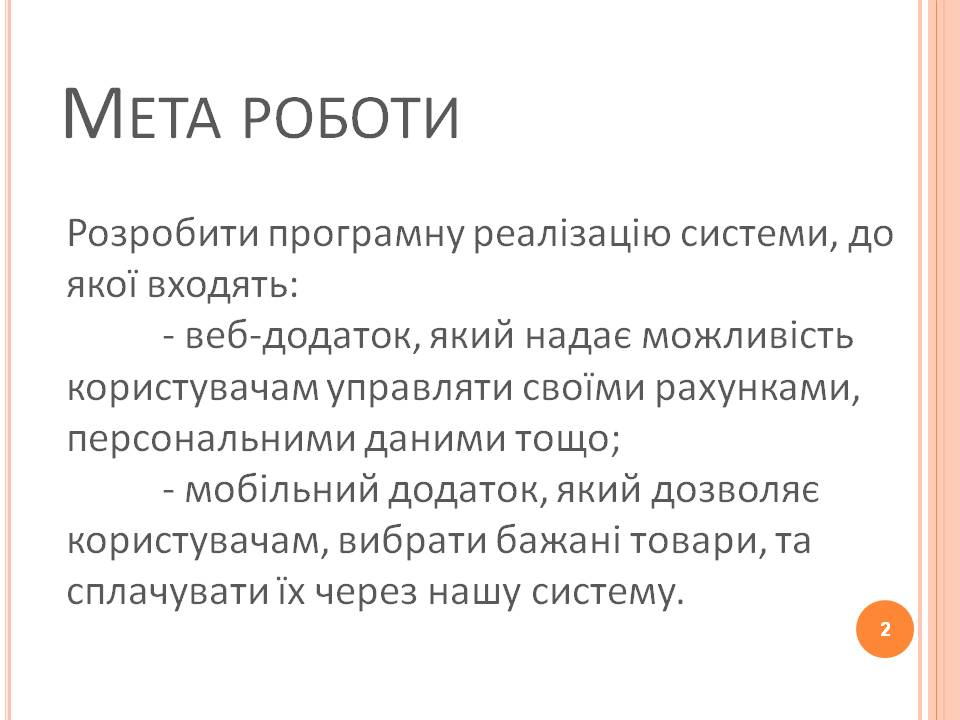 Мета роботи
Розробити програмну реалізацію системи, до
якої входять:
- веб-додаток, який надає можливість
користувачам управляти своїми рахунками,
персональними даними тощо;
- мобільний додаток, який дозволяє
користувачам, вибрати бажані товари, та
сплачувати їх через нашу систему.
2